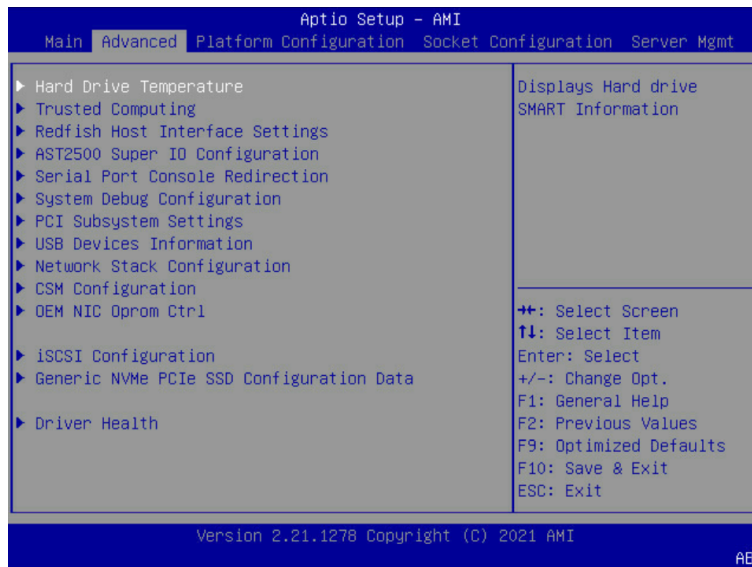 Aptio Setup – AMI
Main Advanced Platform Configuration Socket Configuration Server Mgmt
▶ Hard Drive Temperature
▶ Trusted Computing
▶ Redfish Host Interface Settings
▶ AST2500 Super IO Configuration
▶ Serial Port Console Redirection
▶ System Debug Configuration
▶ PCI Subsystem Settings
▶ USB Devices Information
▶ Network Stack Configuration
▶ CSM Configuration
▶ OEM NIC Oprom Ctrl
▶ iSCSI Configuration
▶ Generic NVMe PCIe SSD Configuration Data
▶ Driver Health
Displays Hard drive
SMART Information
→←: Select Screen
↑↓: Select Item
Enter: Select
+/-: Change Opt.
F1: General Help
F2: Previous Values
F9: Optimized Defaults
F10: Save & Exit
ESC: Exit
Version 2.21.1278 Copyright (C) 2021 AMI
AB